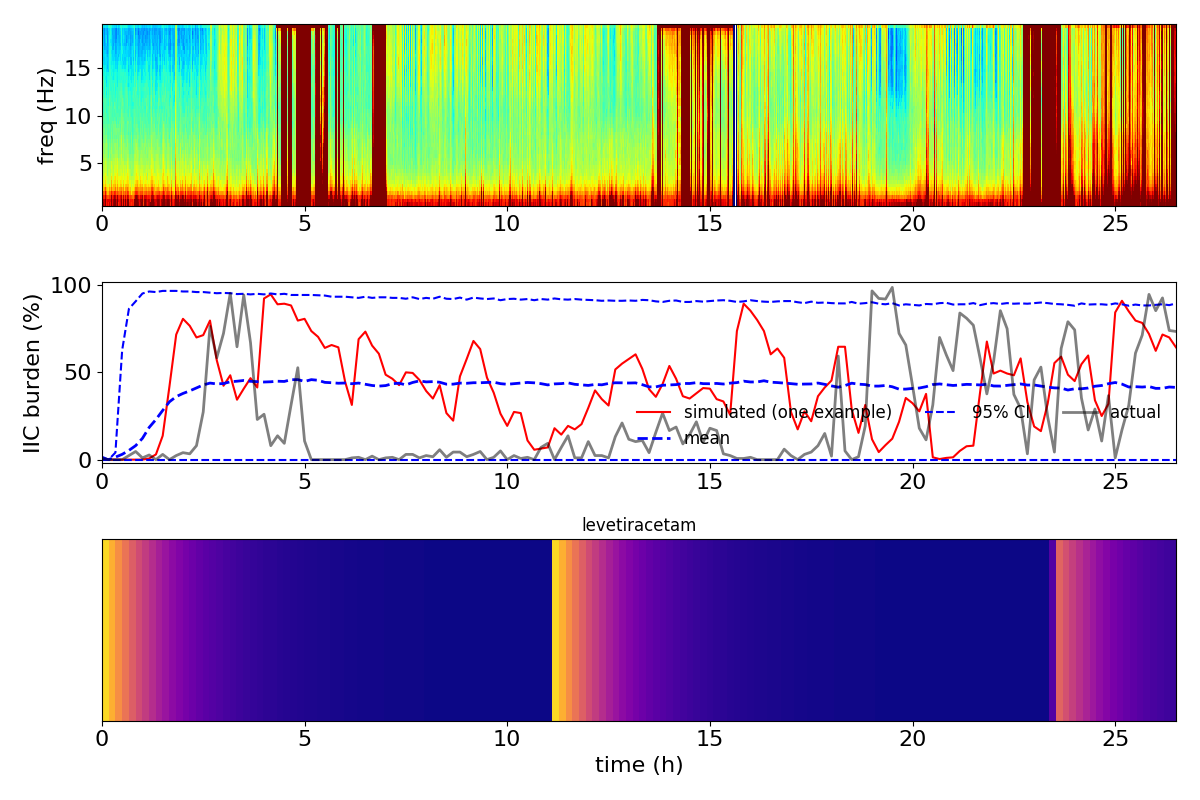 freq (Hz)
15
10
5
0 5 10 15 20 25
IIC burden (%)
100
50
0
simulated (one example) 95% CI actual
mean
0 5 10 15 20 25
levetiracetam
0 5 10 15 20 25
time (h)